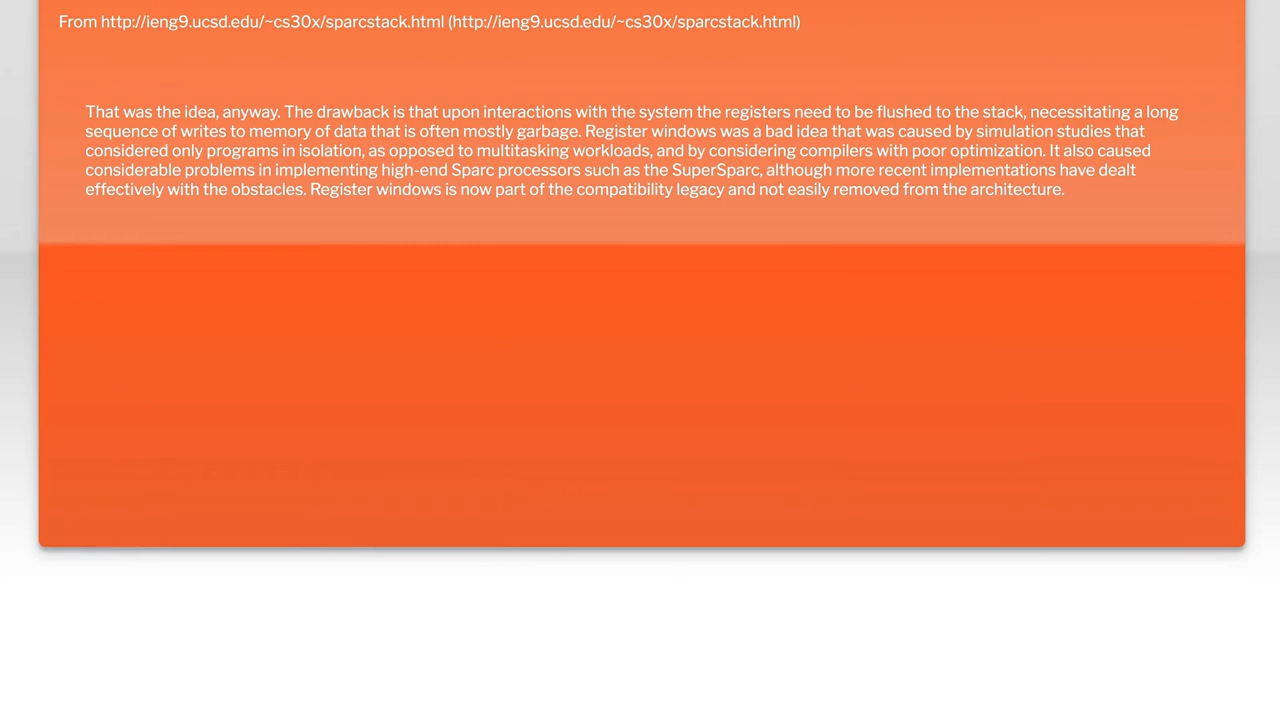 From http://ieng9.ucsd.edu/~cs30x/sparcstack.html (http://ieng9.ucsd.edu/~cs30x/sparcstack.html)
That was the idea, anyway. The drawback is that upon interactions with the system the registers need to be flushed to the stack, necessitating a long
sequence of writes to memory of data that is often mostly garbage. Register windows was a bad idea that was caused by simulation studies that
considered only programs in isolation, as opposed to multitasking workloads, and by considering compilers with poor optimization. It also caused
considerable problems in implementing high-end Sparc processors such as the SuperSparc, although more recent implementations have dealt
effectively with the obstacles. Register windows is now part of the compatibility legacy and not easily removed from the architecture.